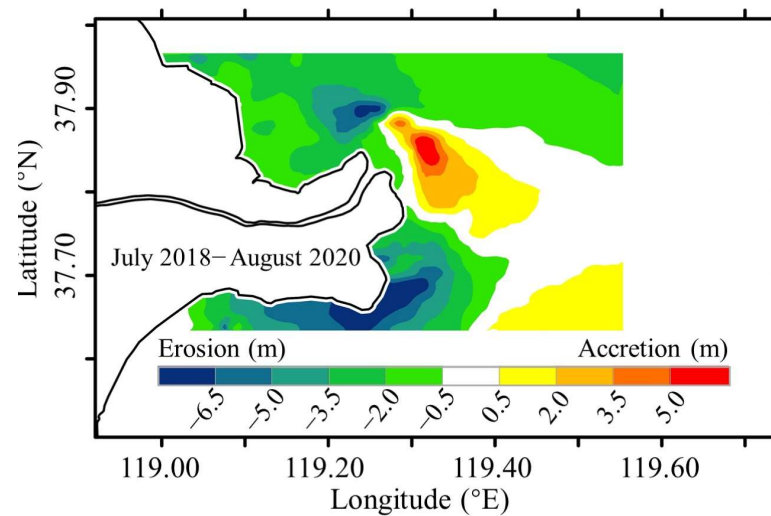 37.90
37.70
Latitude (°N)
July 2018−August 2020
Erosion (m) Accretion (m)
−6.5 −5.0 −3.5 −2.0 −0.5 0.5 2.0 3.5 5.0
119.00 119.20 119.40 119.60
Longitude (°E)